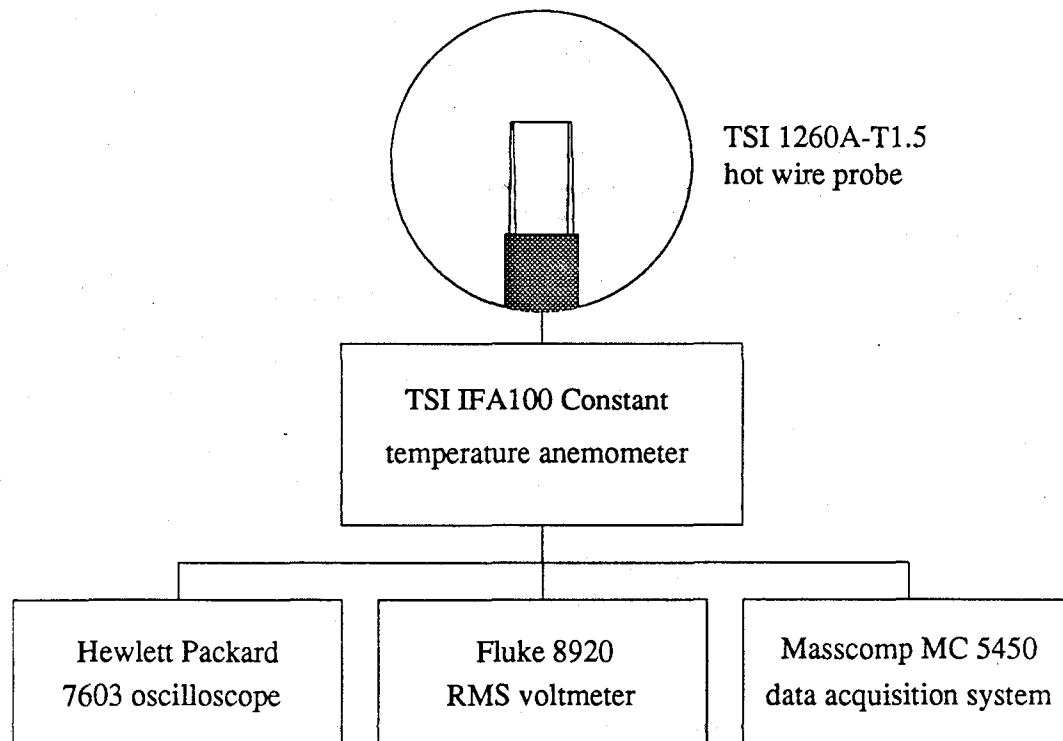 TSI 1260A-T1.5
hot wire probe
TSI IFA100 Constant
temperature anemometer
Hewlett Packard
7603 oscilloscope
Fluke 8920
RMS voltmeter
Masscomp MC 5450
data acquisition system